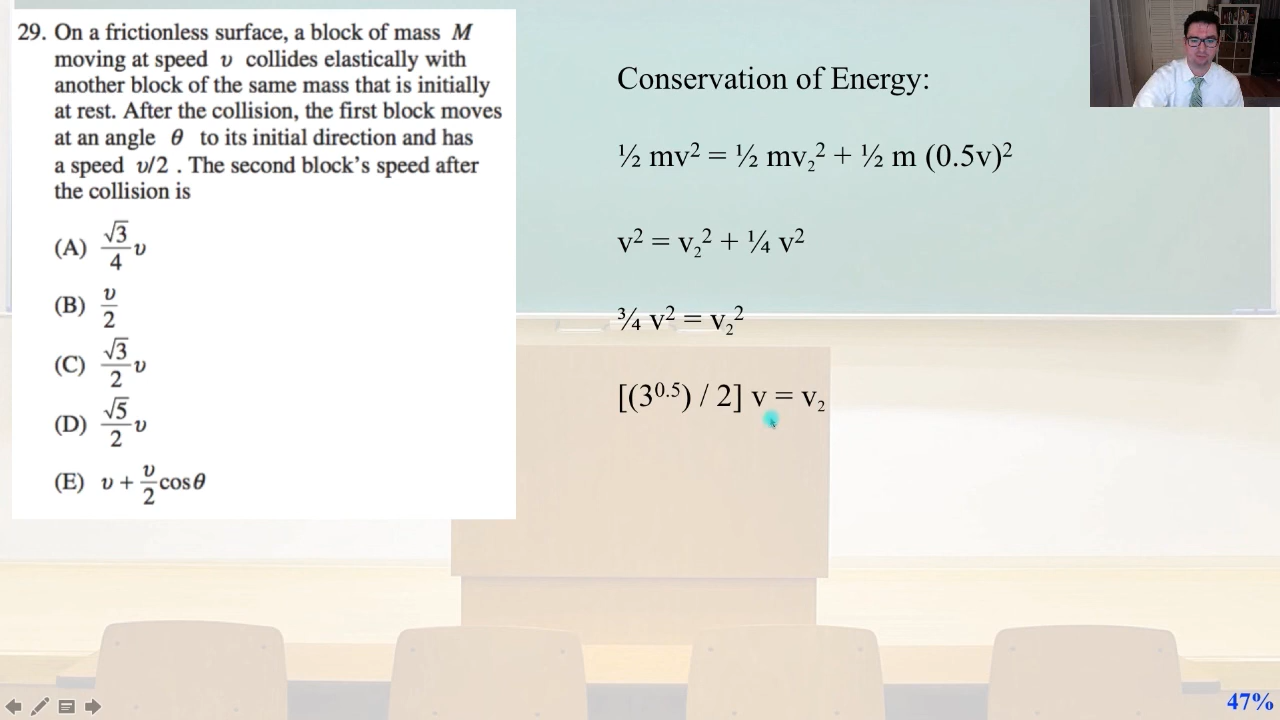 29. On a frictionless surface, a block of mass M
moving at speed υ collides elastically with
another block of the same mass that is initially
at rest. After the collision, the first block moves
at an angle θ to its initial direction and has
a speed υ/2 . The second block's speed after
the collision is
(A) √3/4 υ
(B) υ/2
(C) √3/2 υ
(D) √5/2 υ
(E) υ + υ/2 cosθ
Conservation of Energy:
½ mv² = ½ mv₂² + ½ m (0.5v)²
v² = v₂² + ¼ v²
¾ v² = v₂²
[(3^0.5) / 2] v = v₂
47%